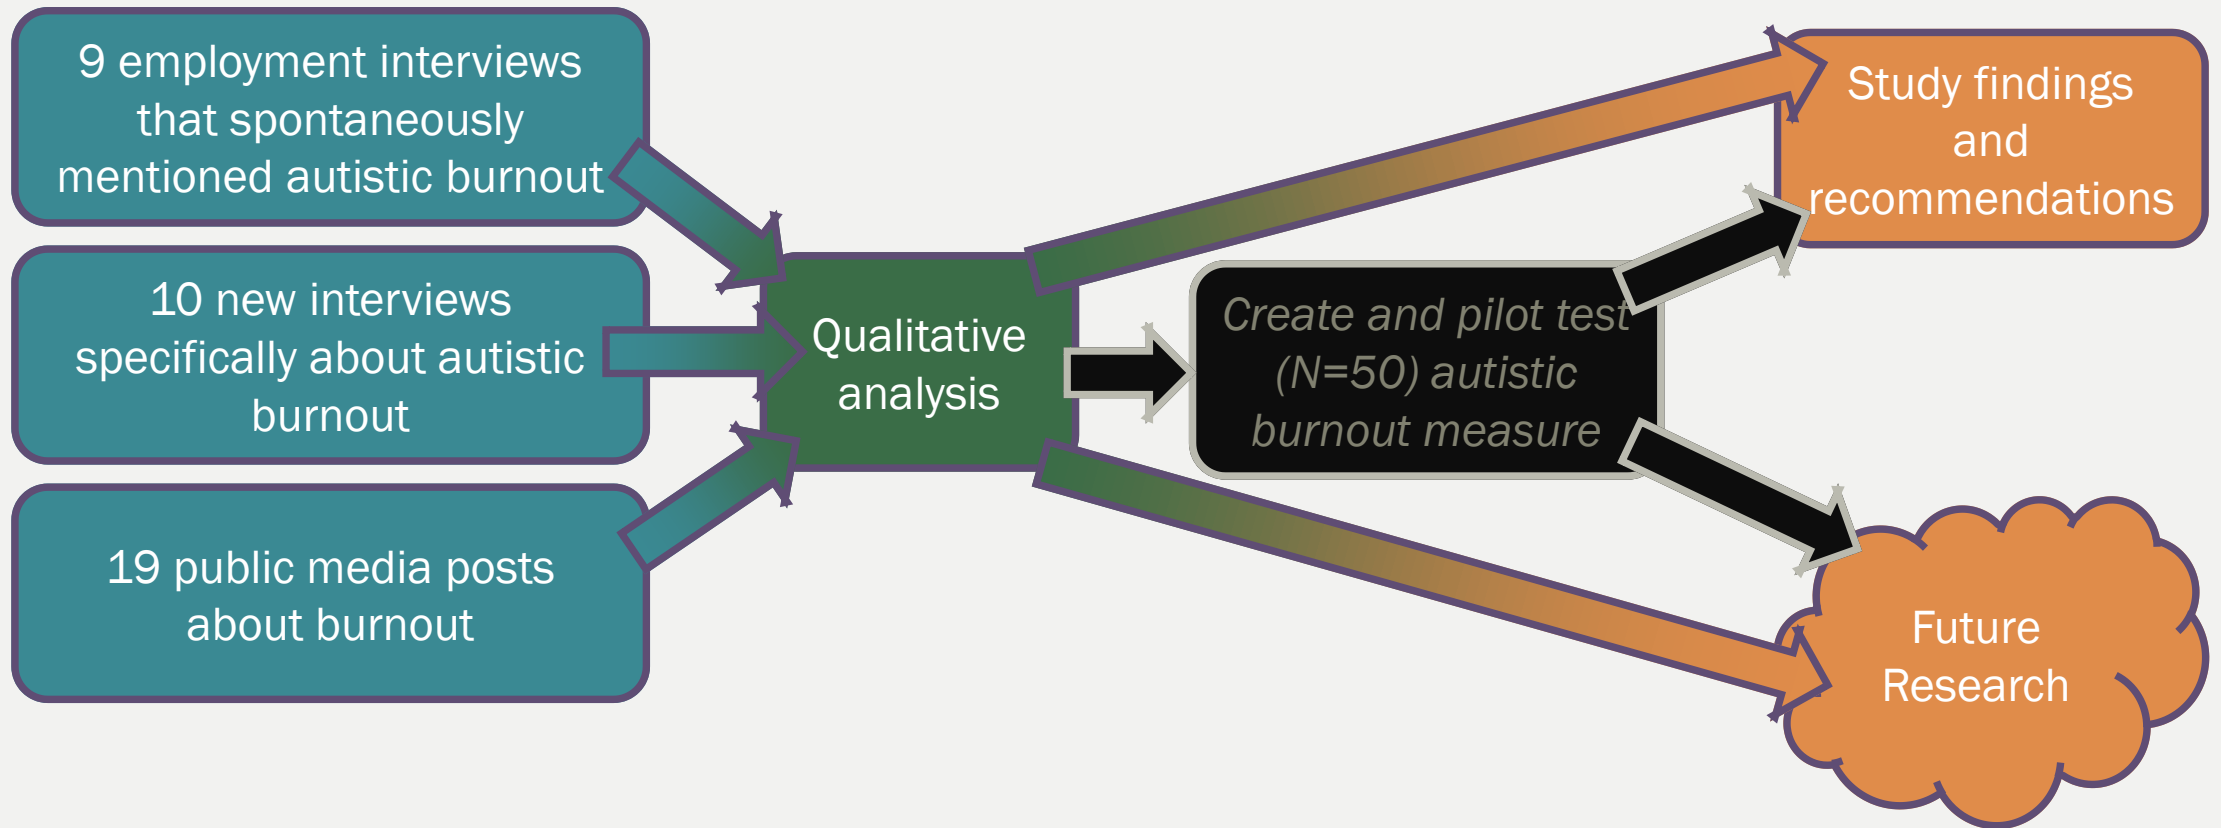 9 employment interviews
that spontaneously
mentioned autistic burnout
10 new interviews
specifically about autistic
burnout
19 public media posts
about burnout
Qualitative
analysis
Create and pilot test
(N=50) autistic
burnout measure
Study findings
and
recommendations
Future
Research